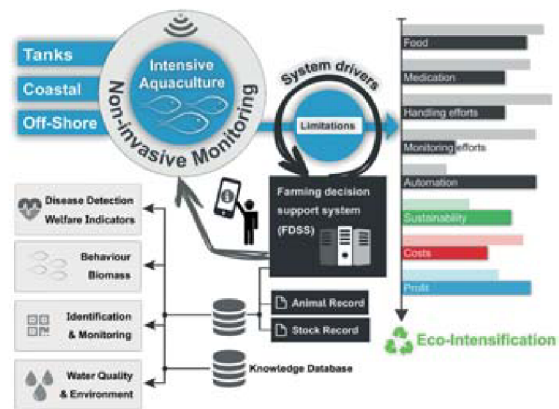 Tanks
Coastal
Off-Shore
Intensive
Aquaculture
Non-invasive Monitoring
System drivers
Limitations
Farming decision
support system
(FDSS)
Food
Medication
Handling efforts
Monitoring efforts
Automation
Sustainability
Costs
Profit
Eco-Intensification
Disease Detection
Welfare Indicators
Behaviour
Biomass
Identification
& Monitoring
Water Quality
& Environment
Animal Record
Stock Record
Knowledge Database